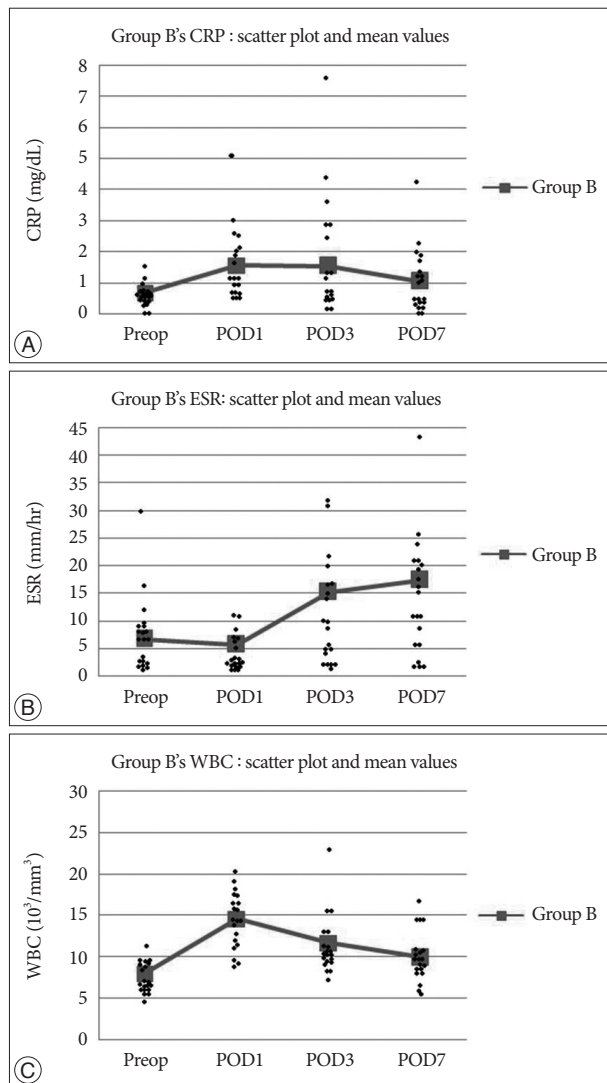 Group B's CRP : scatter plot and mean values
8
7
6
5
4
3
2
1
0
CRP (mg/dL)
Preop POD1 POD3 POD7
Group B
A
Group B's ESR: scatter plot and mean values
45
40
35
30
25
20
15
10
5
0
ESR (mm/hr)
Preop POD1 POD3 POD7
Group B
B
Group B's WBC : scatter plot and mean values
30
25
20
15
10
5
0
WBC (10³/mm³)
Preop POD1 POD3 POD7
Group B
C